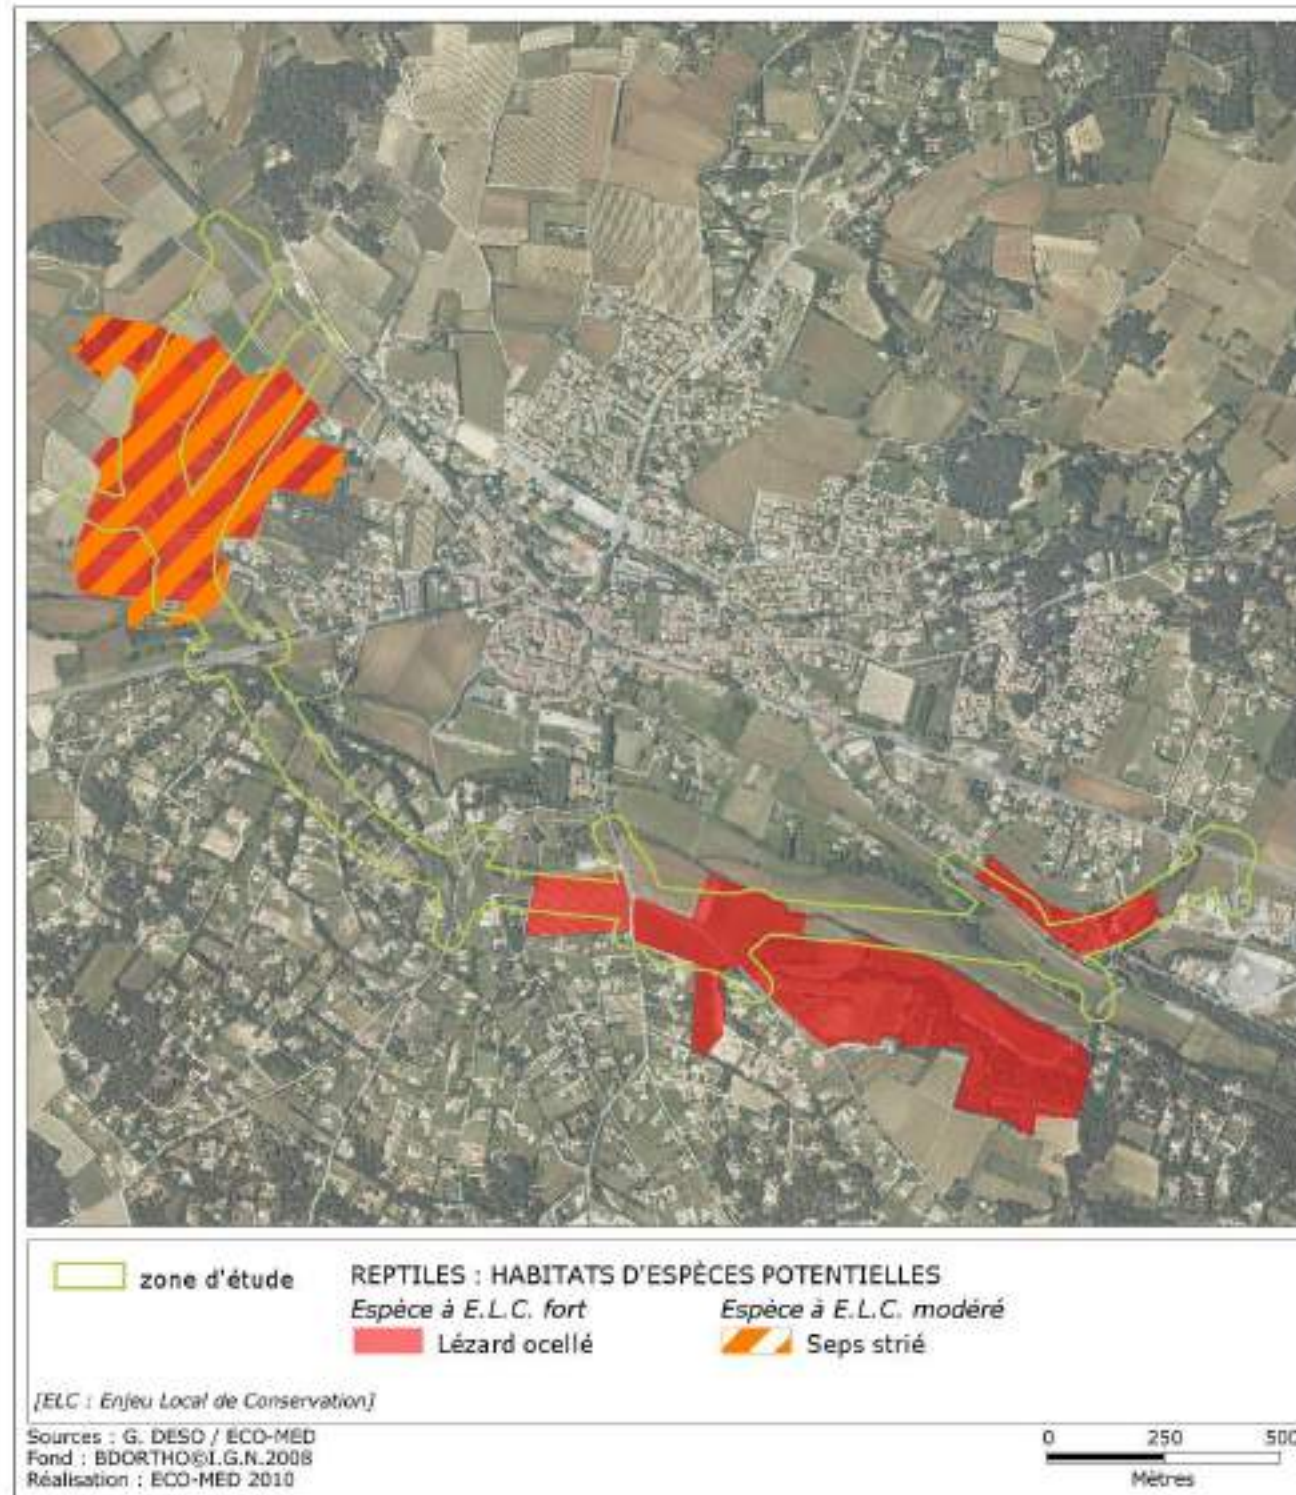 zone d'étude
REPTILES : HABITATS D'ESPÈCES POTENTIELLES
Espèce à E.L.C. fort
Espèce à E.L.C. modéré
Lézard ocellé
Seps strié
[ELC : Enjeu Local de Conservation]
Sources : G. DESO / ECO-MED
Fond : BDORTHO©I.G.N.2008
Réalisation : ECO-MED 2010
0 250 500
Mètres